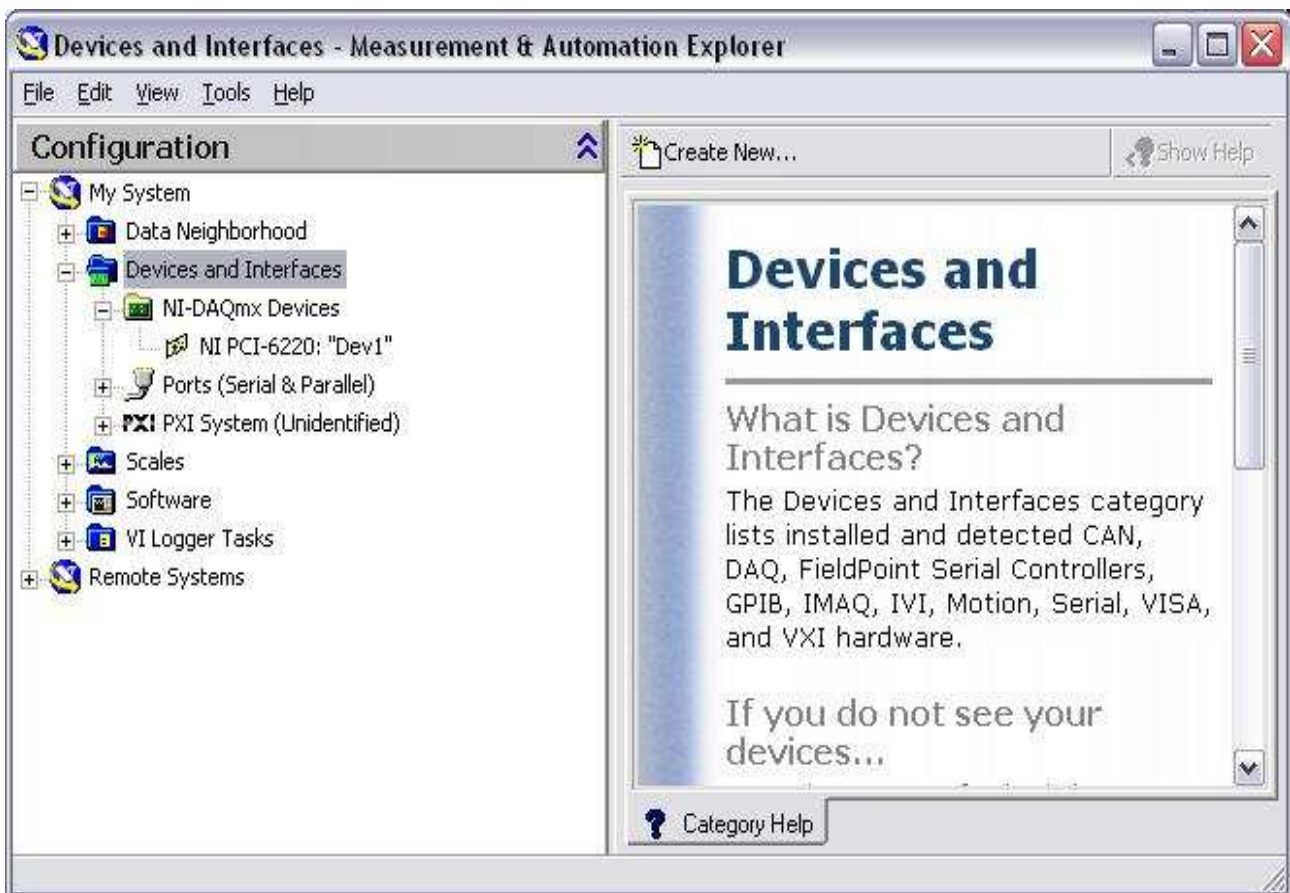 Devices and Interfaces - Measurement & Automation Explorer
File Edit View Tools Help
Configuration
My System
Data Neighborhood
Devices and Interfaces
NI-DAQmx Devices
NI PCI-6220: "Dev1"
Ports (Serial & Parallel)
PXI PXI System (Unidentified)
Scales
Software
VI Logger Tasks
Remote Systems
Create New...
Show Help
Devices and
Interfaces
What is Devices and
Interfaces?
The Devices and Interfaces category
lists installed and detected CAN,
DAQ, FieldPoint Serial Controllers,
GPIB, IMAQ, IVI, Motion, Serial, VISA,
and VXI hardware.
If you do not see your
devices...
Category Help